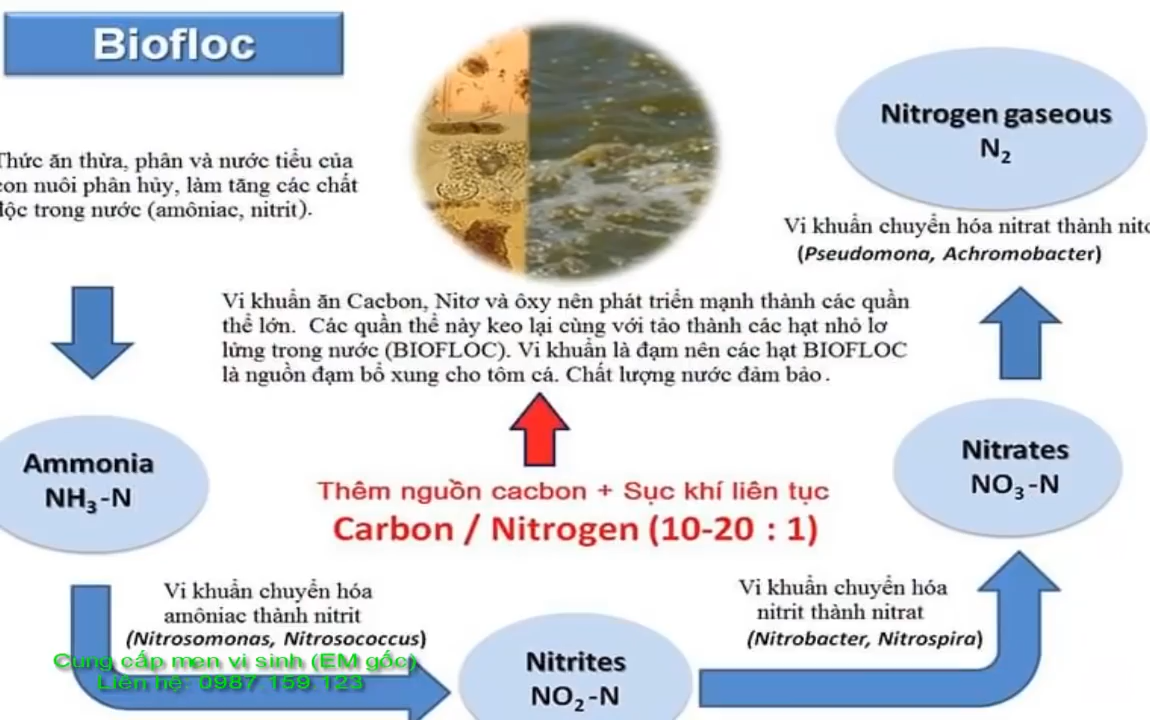 Biofloc
Thức ăn thừa, phân và nước tiểu của
con nuôi phân hủy, làm tăng các chất
độc trong nước (amôniac, nitrit).
Nitrogen gaseous
N₂
Vi khuẩn chuyển hóa nitrat thành nito
(Pseudomona, Achromobacter)
Vi khuẩn ăn Cacbon, Nitơ và ôxy nên phát triển mạnh thành các quần
thể lớn. Các quần thể này keo lại cùng với tảo thành các hạt nhỏ lơ
lửng trong nước (BIOFLOC). Vi khuẩn là đạm nên các hạt BIOFLOC
là nguồn đạm bổ xung cho tôm cá. Chất lượng nước đảm bảo.
Ammonia
NH₃-N
Thêm nguồn cacbon + Sục khí liên tục
Carbon / Nitrogen (10-20 : 1)
Nitrates
NO₃-N
Vi khuẩn chuyển hóa
amôniac thành nitrit
(Nitrosomonas, Nitrosococcus)
Vi khuẩn chuyển hóa
nitrit thành nitrat
(Nitrobacter, Nitrospira)
Cung cấp men vi sinh (EM gốc)
Liên hệ: 0987.159.123
Nitrites
NO₂-N